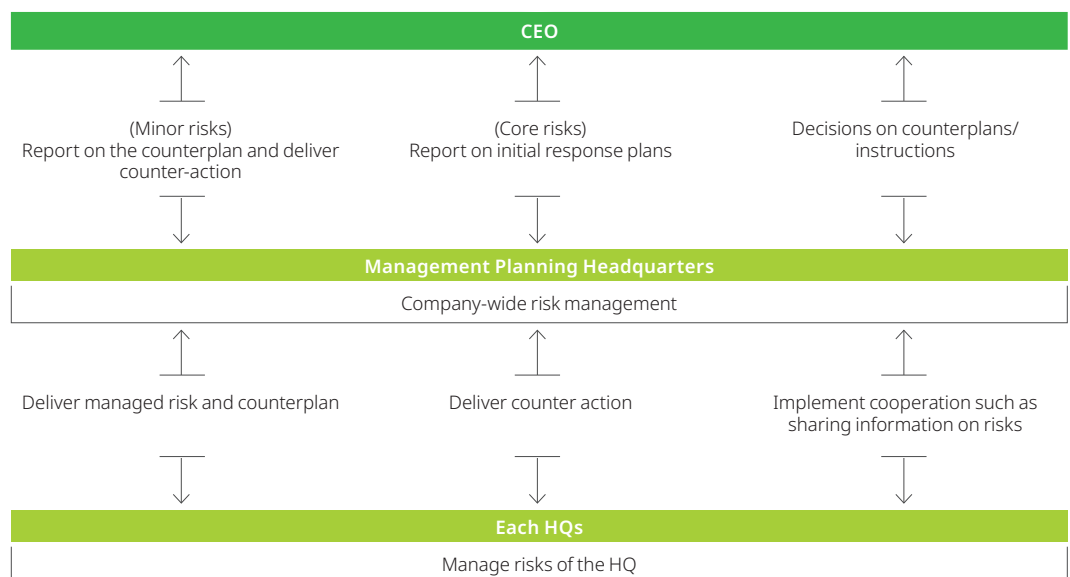 CEO
(Minor risks)
Report on the counterplan and deliver
counter-action
(Core risks)
Report on initial response plans
Decisions on counterplans/
instructions
Management Planning Headquarters
Company-wide risk management
Deliver managed risk and counterplan
Deliver counter action
Implement cooperation such as
sharing information on risks
Each HQs
Manage risks of the HQ